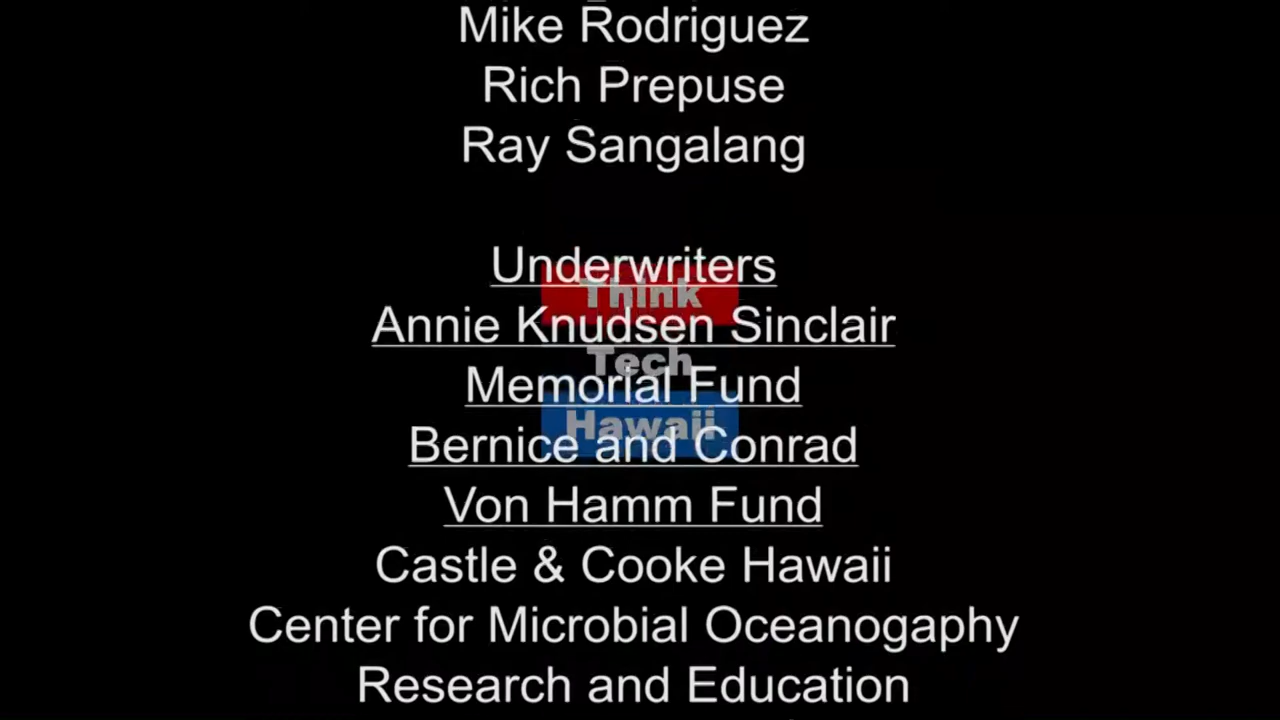 Mike Rodriguez
Rich Prepuse
Ray Sangalang
Underwriters
Think
Annie Knudsen Sinclair
Tech
Memorial Fund
Hawaii
Bernice and Conrad
Von Hamm Fund
Castle & Cooke Hawaii
Center for Microbial Oceanogaphy
Research and Education